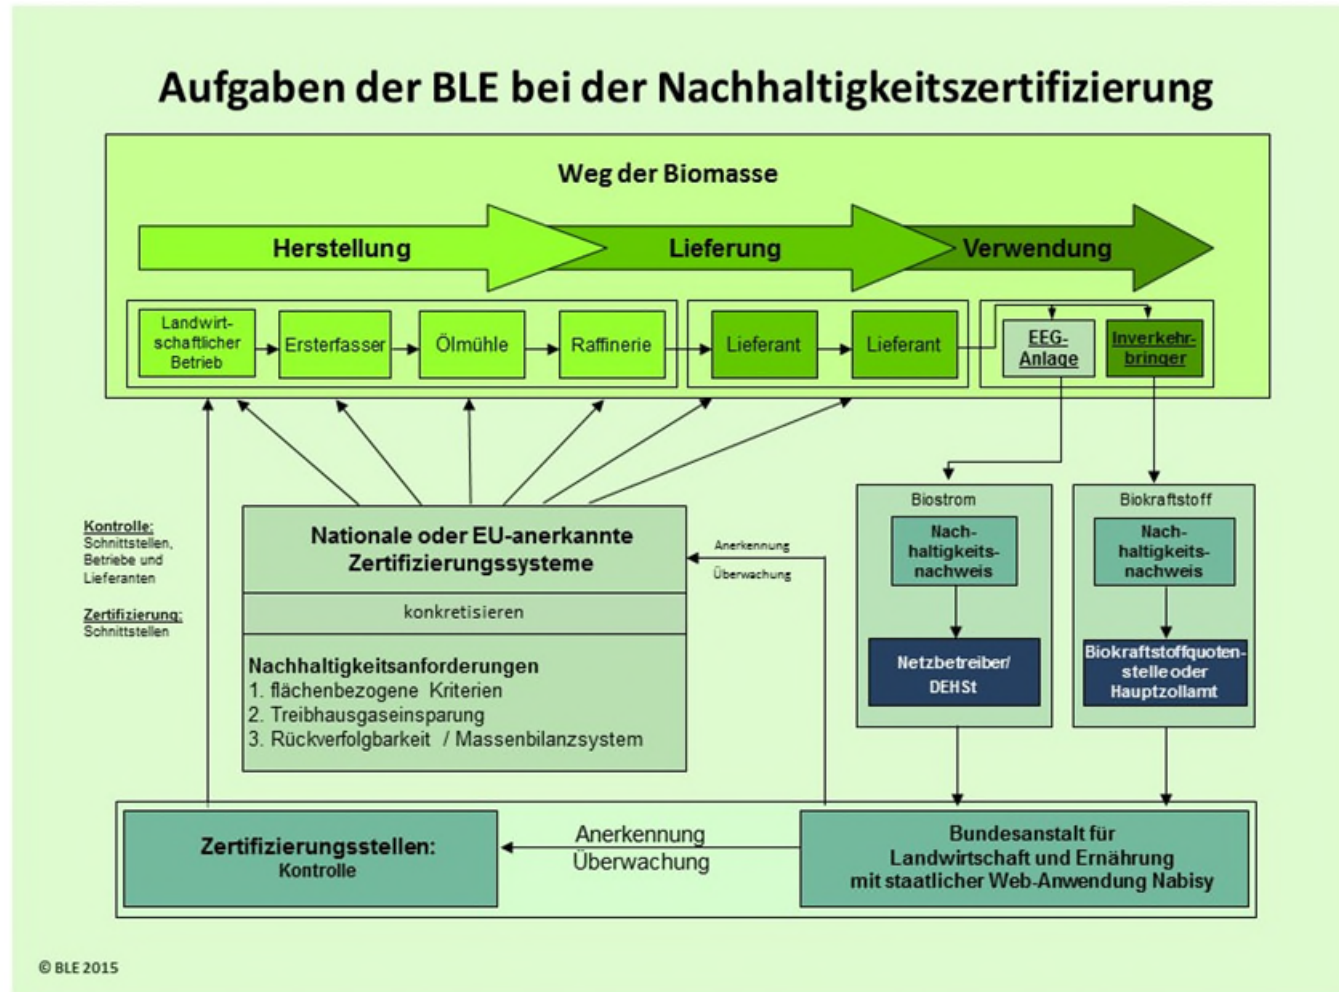 Aufgaben der BLE bei der Nachhaltigkeitszertifizierung
Weg der Biomasse
Herstellung
Lieferung
Verwendung
Landwirt-
schaftlicher
Betrieb
Ersterfasser
Ölmühle
Raffinerie
Lieferant
Lieferant
EEG-
Anlage
Inverkehr-
bringer
Kontrolle:
Schnittstellen,
Betriebe und
Lieferanten
Zertifizierung:
Schnittstellen
Nationale oder EU-anerkannte
Zertifizierungssysteme
konkretisieren
Nachhaltigkeitsanforderungen
1. flächenbezogene Kriterien
2. Treibhausgaseinsparung
3. Rückverfolgbarkeit / Massenbilanzsystem
Anerkennung
Überwachung
Biostrom
Nach-
haltigkeits-
nachweis
Netzbetreiber/
DEHSt
Biokraftstoff
Nach-
haltigkeits-
nachweis
Biokraftstoffquoten-
stelle oder
Hauptzollamt
Zertifizierungsstellen:
Kontrolle
Anerkennung
Überwachung
Bundesanstalt für
Landwirtschaft und Ernährung
mit staatlicher Web-Anwendung Nabisy
© BLE 2015